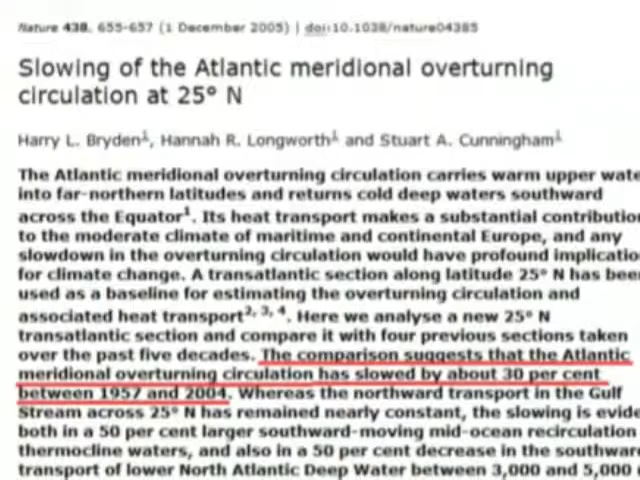 Nature 438, 655-657 (1 December 2005) | doi:10.1038/nature04385
Slowing of the Atlantic meridional overturning
circulation at 25° N
Harry L. Bryden1, Hannah R. Longworth1 and Stuart A. Cunningham1
The Atlantic meridional overturning circulation carries warm upper wate
into far-northern latitudes and returns cold deep waters southward
across the Equator1. Its heat transport makes a substantial contribution
to the moderate climate of maritime and continental Europe, and any
slowdown in the overturning circulation would have profound implicatio
for climate change. A transatlantic section along latitude 25° N has been
used as a baseline for estimating the overturning circulation and
associated heat transport2, 3, 4. Here we analyse a new 25° N
transatlantic section and compare it with four previous sections taken
over the past five decades. The comparison suggests that the Atlantic
meridional overturning circulation has slowed by about 30 per cent
between 1957 and 2004. Whereas the northward transport in the Gulf
Stream across 25° N has remained nearly constant, the slowing is evide
both in a 50 per cent larger southward-moving mid-ocean recirculation
thermocline waters, and also in a 50 per cent decrease in the southwar
transport of lower North Atlantic Deep Water between 3,000 and 5,000